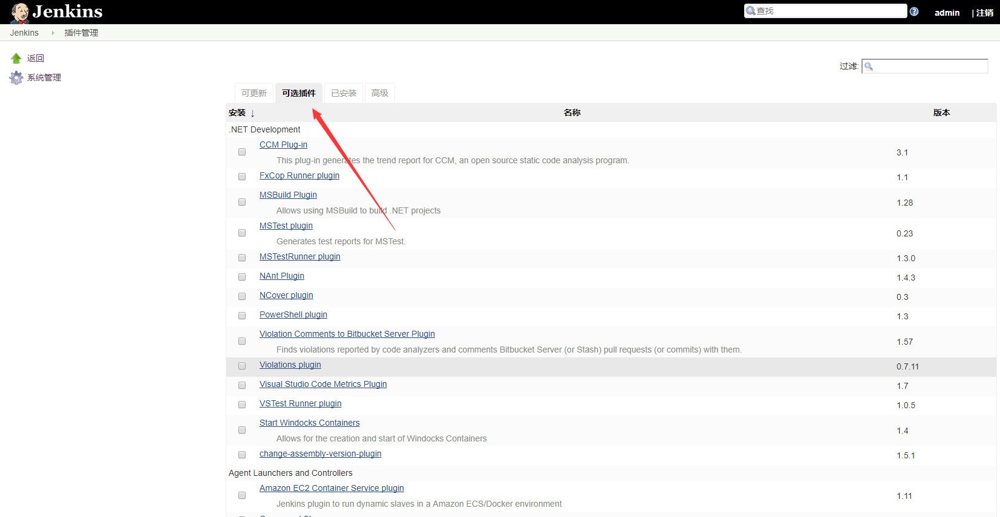 Jenkins
查找
admin
| 注销
Jenkins
插件管理
返回
系统管理
过滤:
可更新
可选插件
已安装
高级
安装 ↓
名称
版本
.NET Development
CCM Plug-in
This plug-in generates the trend report for CCM, an open source static code analysis program.
3.1
FxCop Runner plugin
1.1
MSBuild Plugin
Allows using MSBuild to build .NET projects
1.28
MSTest plugin
Generates test reports for MSTest.
0.23
MSTestRunner plugin
1.3.0
NAnt Plugin
1.4.3
NCover plugin
0.3
PowerShell plugin
1.3
Violation Comments to Bitbucket Server Plugin
Finds violations reported by code analyzers and comments Bitbucket Server (or Stash) pull requests (or commits) with them.
1.57
Violations plugin
0.7.11
Visual Studio Code Metrics Plugin
1.7
VSTest Runner plugin
1.0.5
Start Windocks Containers
Allows for the creation and start of Windocks Containers
1.4
change-assembly-version-plugin
1.5.1
Agent Launchers and Controllers
Amazon EC2 Container Service plugin
Jenkins plugin to run dynamic slaves in a Amazon ECS/Docker environment
1.11